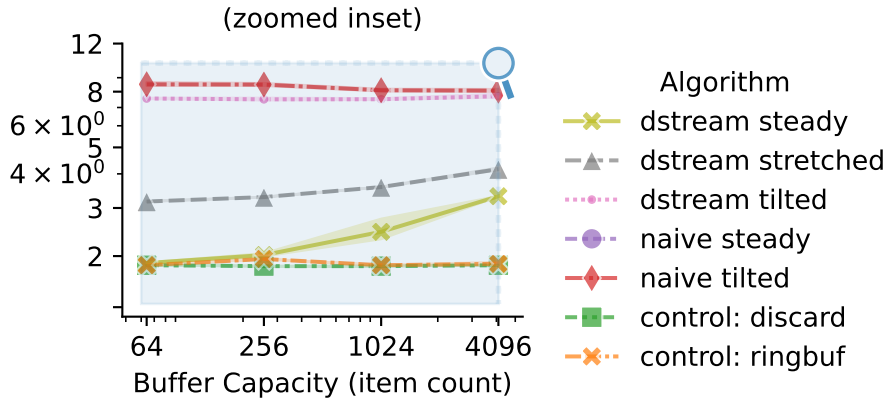 (zoomed inset)
12
8
6 × 10⁰
5
4 × 10⁰
3
2
64 256 1024 4096
Buffer Capacity (item count)
Algorithm
dstream steady
dstream stretched
dstream tilted
naive steady
naive tilted
control: discard
control: ringbuf